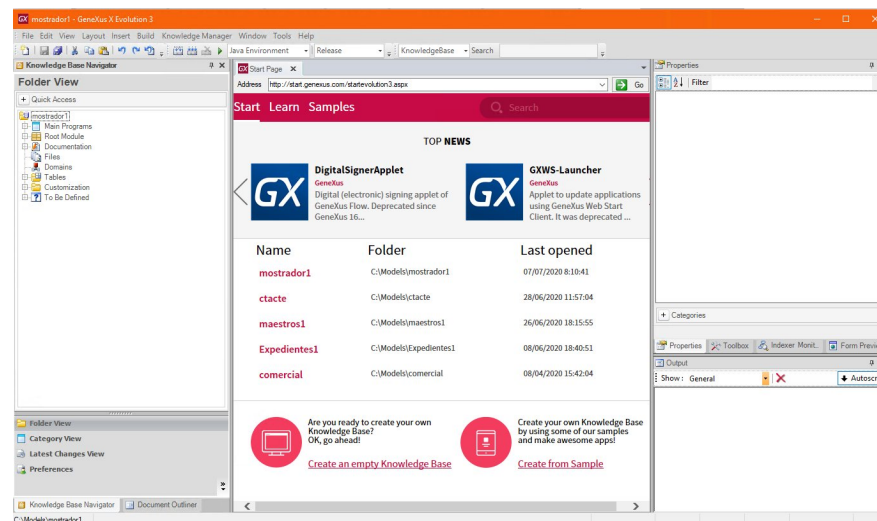 GX mostrador1 - GeneXus X Evolution 3
File Edit View Layout Insert Build Knowledge Manager Window Tools Help
Java Environment Release KnowledgeBase Search
Knowledge Base Navigator
Folder View
+ Quick Access
mostrador1
Main Programs
Root Module
Documentation
Files
Domains
Tables
Customization
To Be Defined
Folder View
Category View
Latest Changes View
Preferences
Knowledge Base Navigator Document Outliner
C:\Models\mostrador1
GX Start Page X
Address http://start.genexus.com/startevolution3.aspx Go
Start Learn Samples Search
TOP NEWS
GX
DigitalSignerApplet
GeneXus
Digital (electronic) signing applet of
GeneXus Flow. Deprecated since
GeneXus 16...
GX
GXWS-Launcher
GeneXus
Applet to update applications
using GeneXus Web Start
Client. It was deprecated ...
Name Folder Last opened
mostrador1 C:\Models\mostrador1 07/07/2020 8:10:41
ctacte C:\Models\ctacte 28/06/2020 11:57:04
maestros1 C:\Models\maestros1 26/06/2020 18:15:55
Expedientes1 C:\Models\Expedientes1 08/06/2020 18:40:51
comercial C:\Models\comercial 08/04/2020 15:42:04
Are you ready to create your own
Knowledge Base?
OK, go ahead!
Create an empty Knowledge Base
Create your own Knowledge Base
by using some of our samples
and make awesome apps!
Create from Sample
Properties
Filter
+ Categories
Properties Toolbox Indexer Monit.. Form Previ
Output
Show: General Autoscr